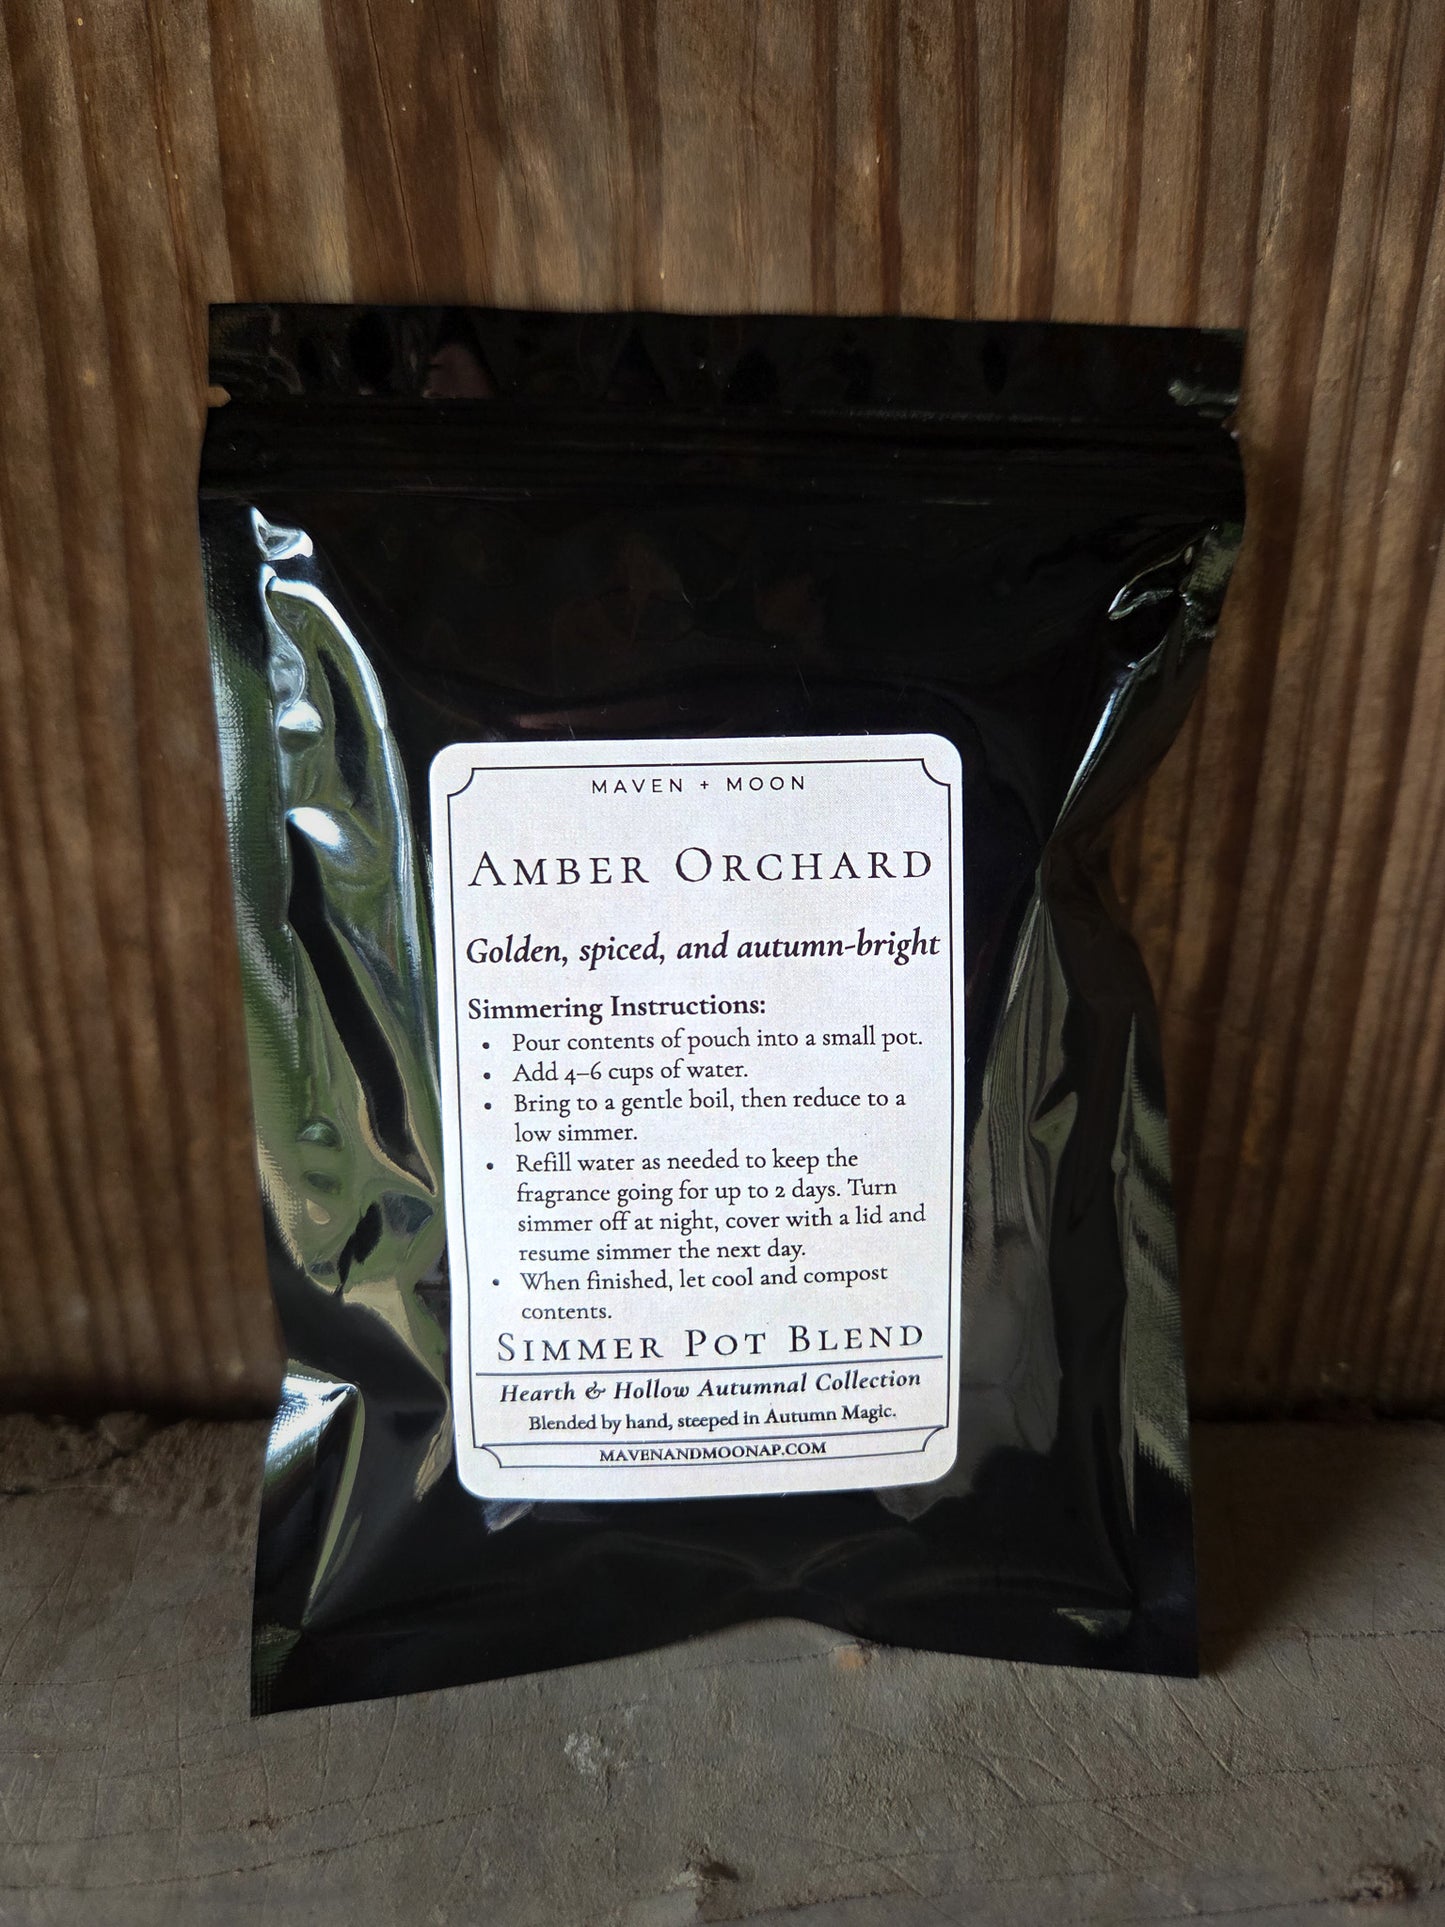 MAVEN + MOON
AMBER ORCHARD
Golden, spiced, and autumn-bright
Simmering Instructions:
• Pour contents of pouch into a small pot.
• Add 4–6 cups of water.
• Bring to a gentle boil, then reduce to a
low simmer.
• Refill water as needed to keep the
fragrance going for up to 2 days. Turn
simmer off at night, cover with a lid and
resume simmer the next day.
• When finished, let cool and compost
contents.
SIMMER POT BLEND
Hearth & Hollow Autumnal Collection
Blended by hand, steeped in Autumn Magic.
MAVENANDMOONAP.COM